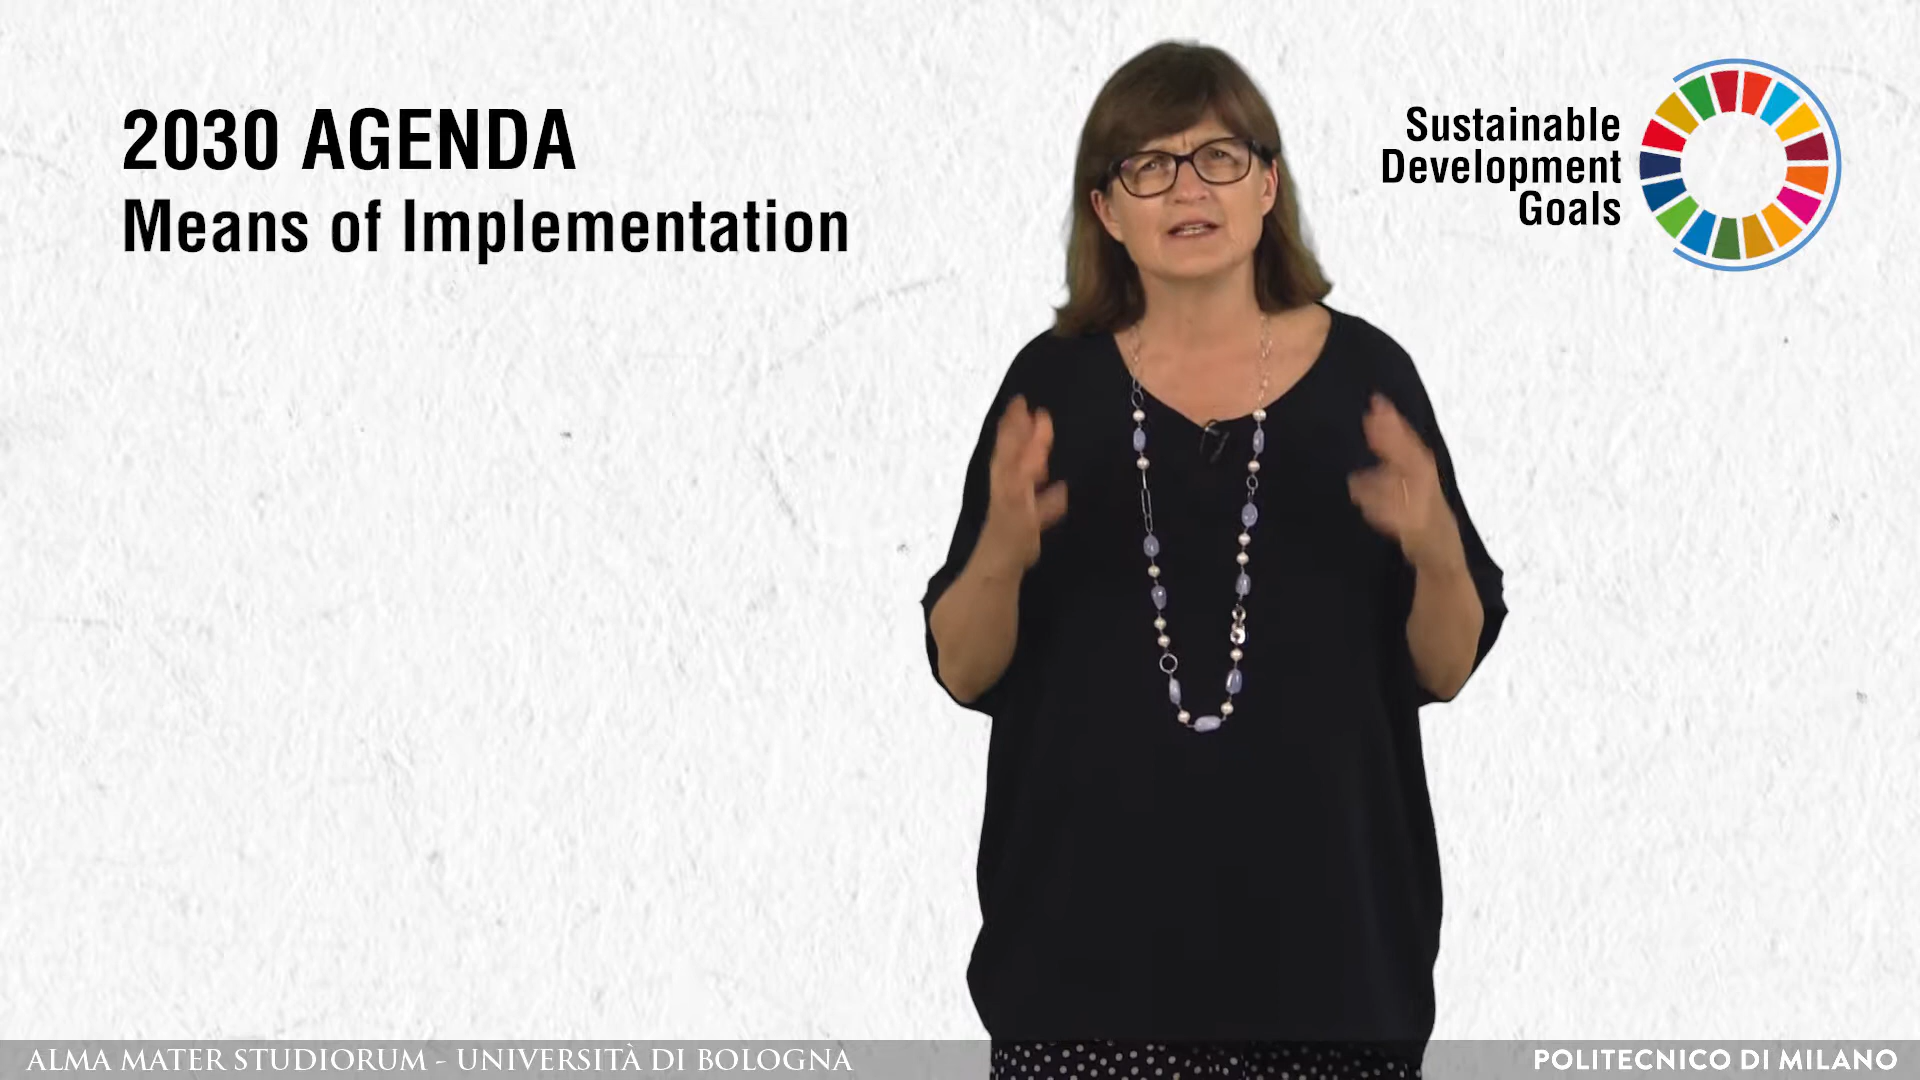 2030 AGENDA
Means of Implementation
Sustainable
Development
Goals
ALMA MATER STUDIORUM - UNIVERSITÀ DI BOLOGNA
POLITECNICO DI MILANO